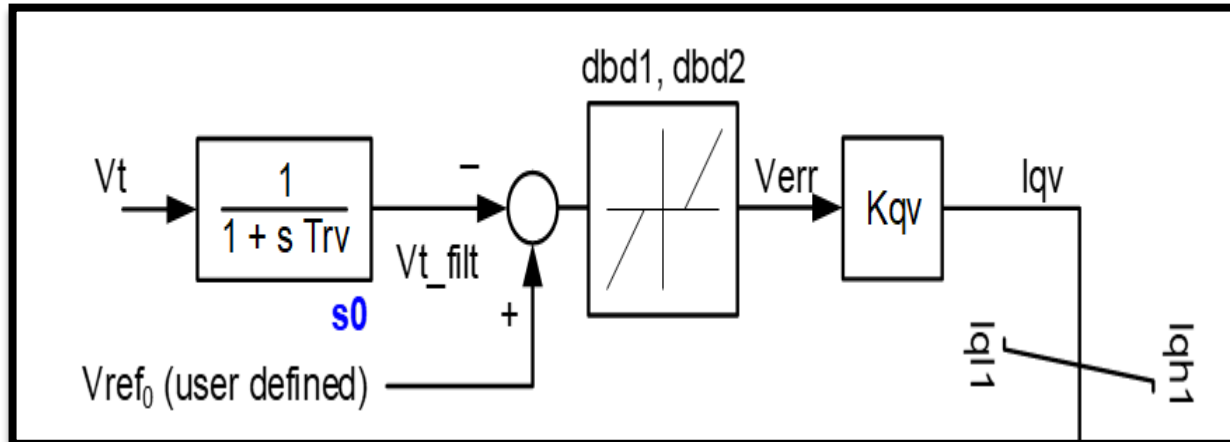 dbd1, dbd2
Vt
1
1 + s Trv
s0
Vt_filt
–
+
Vref₀ (user defined)
Verr
Kqv
Iqv
Iql1
Iqh1